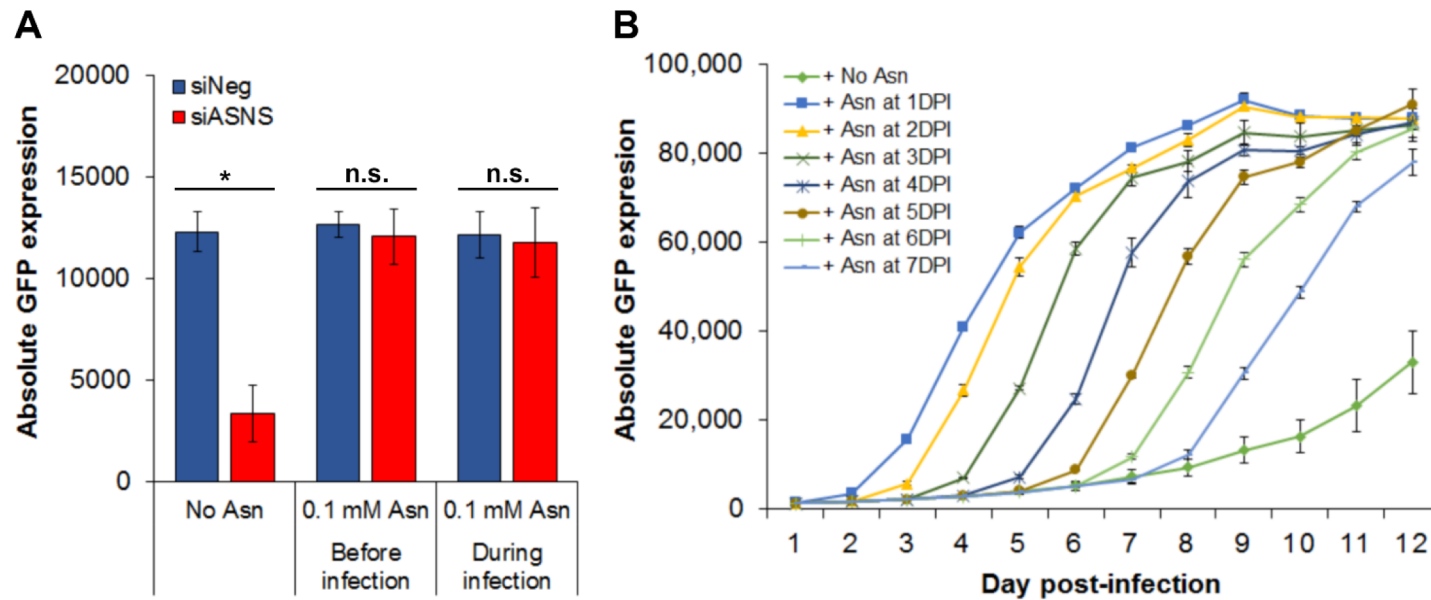 A
Absolute GFP expression
20000
15000
10000
5000
0
siNeg
siASNS
*
n.s.
n.s.
No Asn
0.1 mM Asn
0.1 mM Asn
Before
infection
During
infection
B
Absolute GFP expression
100,000
80,000
60,000
40,000
20,000
0
+ No Asn
+ Asn at 1DPI
+ Asn at 2DPI
+ Asn at 3DPI
+ Asn at 4DPI
+ Asn at 5DPI
+ Asn at 6DPI
+ Asn at 7DPI
1 2 3 4 5 6 7 8 9 10 11 12
Day post-infection